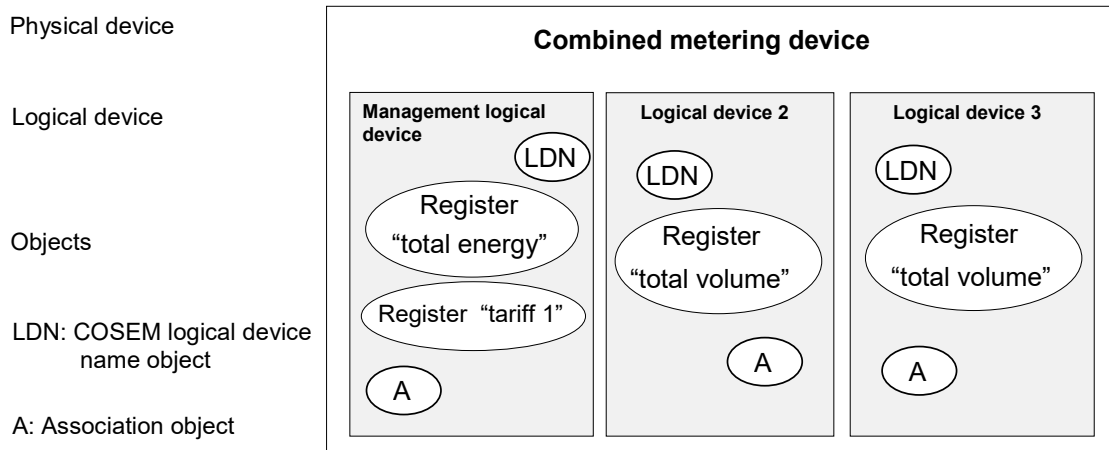 Physical device
Combined metering device
Logical device
Management logical
device
Logical device 2
Logical device 3
LDN
LDN
LDN
Register
“total energy”
Register
“total volume”
Register
“total volume”
Objects
Register “tariff 1”
LDN: COSEM logical device
name object
A
A
A
A: Association object